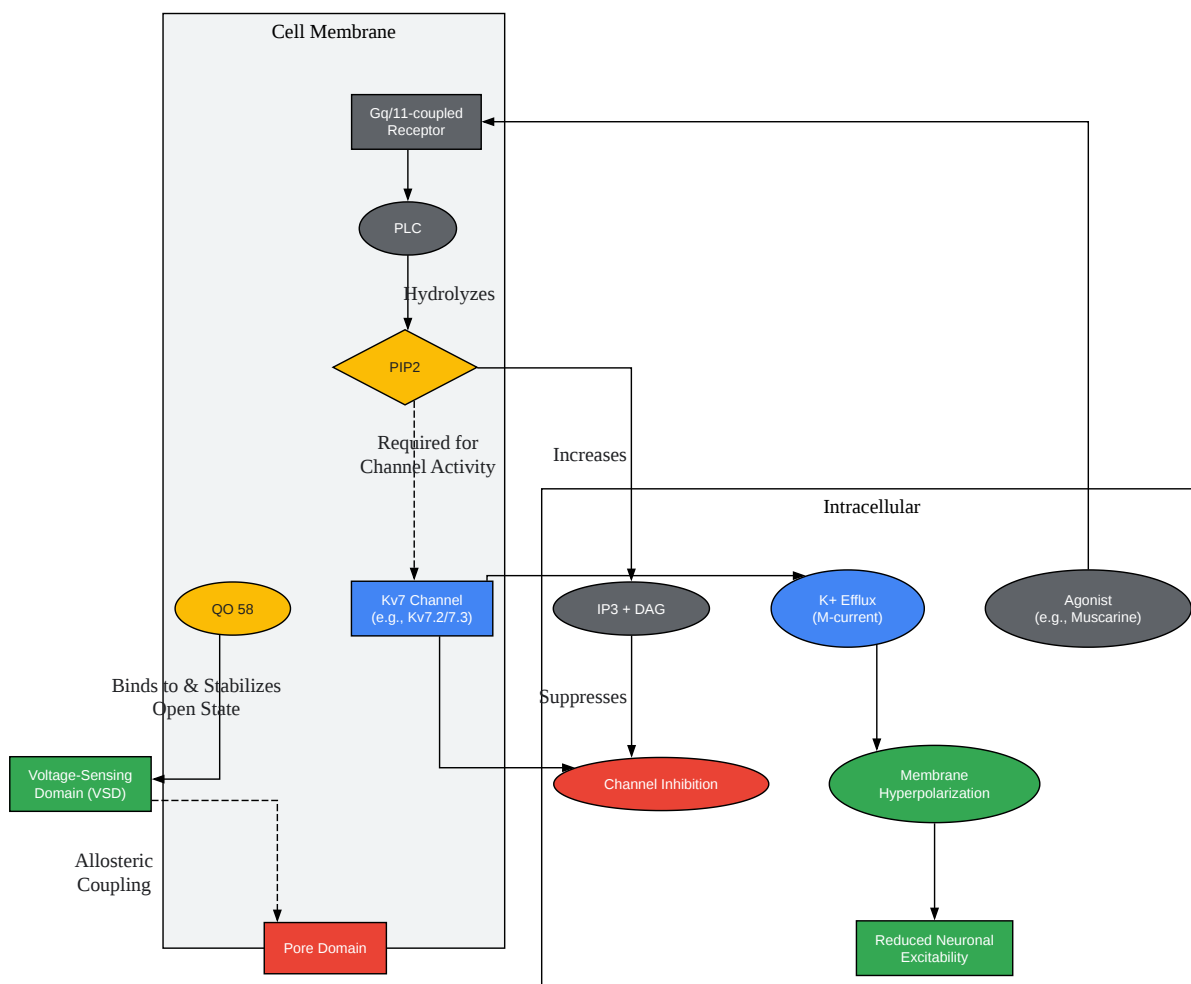 Cell Membrane
Gq/11-coupled
Receptor
PLC
Hydrolyzes
PIP2
Required for
Channel Activity
Increases
Intracellular
QO 58
Kv7 Channel
(e.g., Kv7.2/7.3)
IP3 + DAG
K+ Efflux
(M-current)
Agonist
(e.g., Muscarine)
Binds to & Stabilizes
Open State
Suppresses
Voltage-Sensing
Domain (VSD)
Channel Inhibition
Membrane
Hyperpolarization
Allosteric
Coupling
Pore Domain
Reduced Neuronal
Excitability